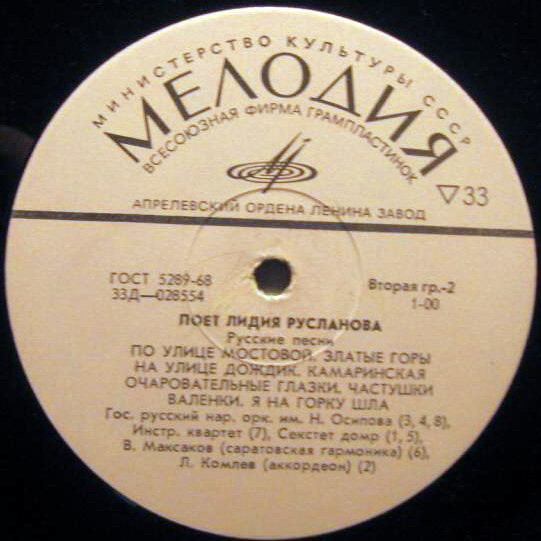 МИНИСТЕРСТВО КУЛЬТУРЫ СССР
МЕЛОДИЯ
ВСЕСОЮЗНАЯ ФИРМА ГРАМПЛАСТИНОК
▽33
АПРЕЛЕВСКИЙ ОРДЕНА ЛЕНИНА ЗАВОД
ГОСТ 5289-68
33Д—028554
Вторая гр.-2
1-00
ПОЕТ ЛИДИЯ РУСЛАНОВА
Русские песни
ПО УЛИЦЕ МОСТОВОЙ. ЗЛАТЫЕ ГОРЫ
НА УЛИЦЕ ДОЖДИК. КАМАРИНСКАЯ
ОЧАРОВАТЕЛЬНЫЕ ГЛАЗКИ. ЧАСТУШКИ
ВАЛЕНКИ. Я НА ГОРКУ ШЛА
Гос. русский нар. орк. им. Н. Осипова (3, 4, 8),
Инстр. квартет (7), Секстет домр (1, 5),
В. Максаков (саратовская гармоника) (6),
Л. Комлев (аккордеон) (2)